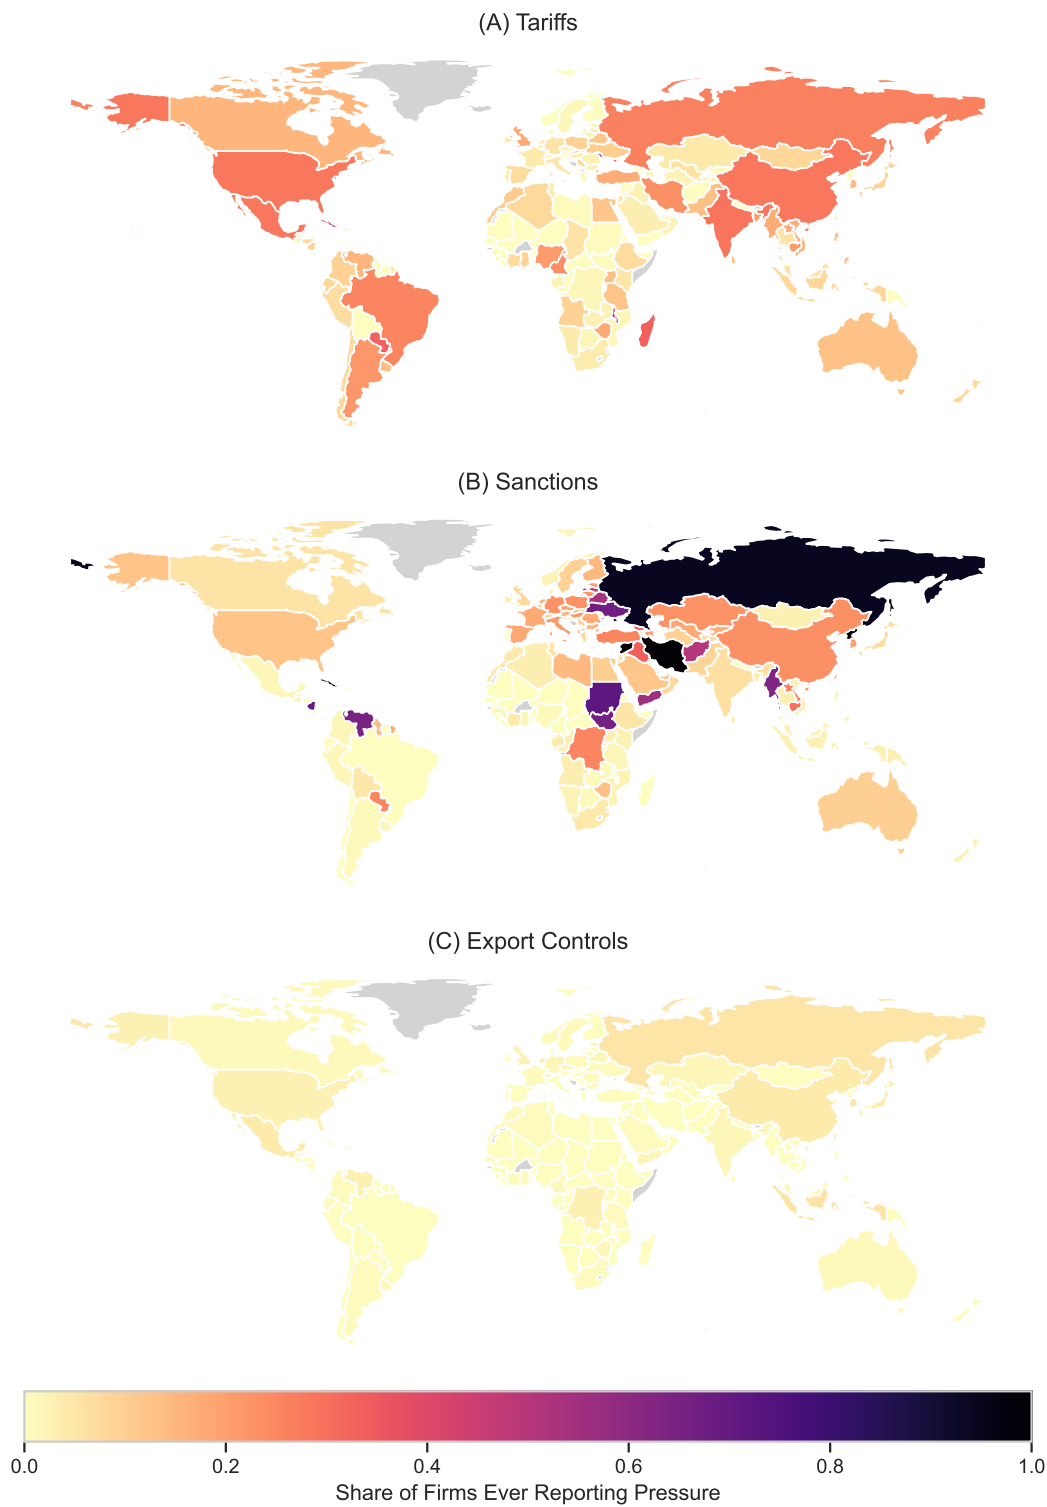 (A) Tariffs
(B) Sanctions
(C) Export Controls
0.0 0.2 0.4 0.6 0.8 1.0
Share of Firms Ever Reporting Pressure